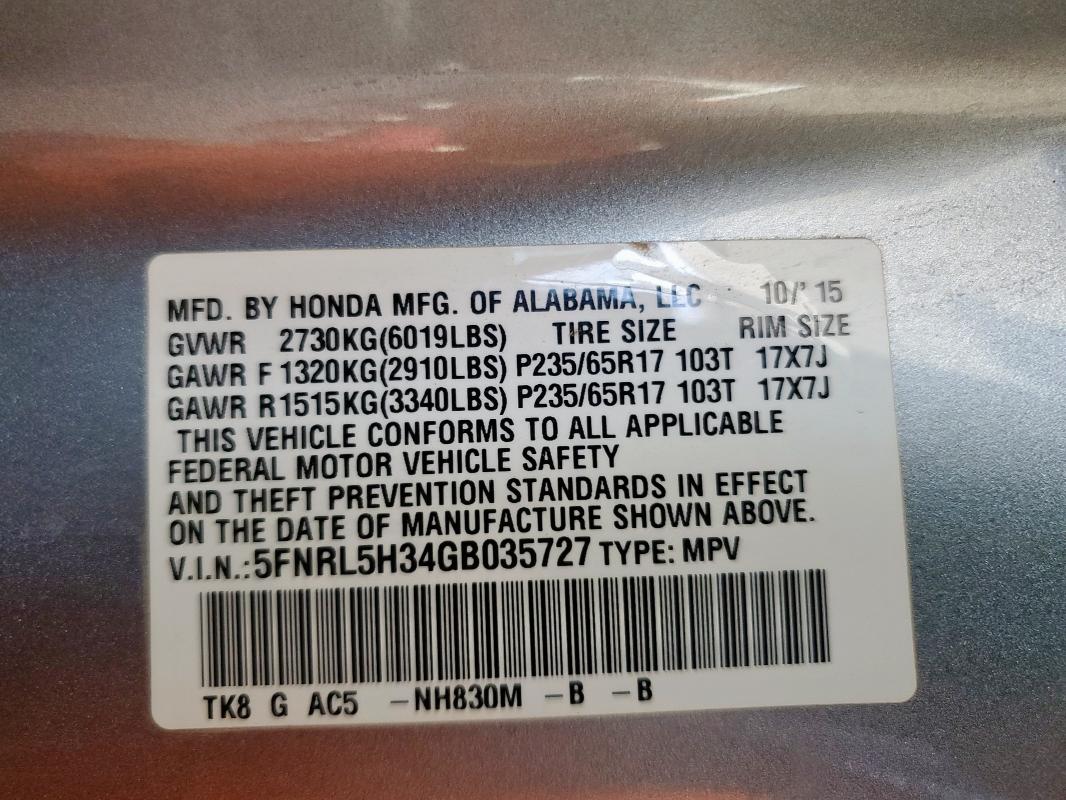 MFD. BY HONDA MFG. OF ALABAMA, LLC 10/' 15
GVWR 2730KG(6019LBS) TIRE SIZE RIM SIZE
GAWR F 1320KG(2910LBS) P235/65R17 103T 17X7J
GAWR R1515KG(3340LBS) P235/65R17 103T 17X7J
THIS VEHICLE CONFORMS TO ALL APPLICABLE
FEDERAL MOTOR VEHICLE SAFETY
AND THEFT PREVENTION STANDARDS IN EFFECT
ON THE DATE OF MANUFACTURE SHOWN ABOVE.
V.I.N.:5FNRL5H34GB035727 TYPE: MPV
TK8 G AC5 –NH830M –B –B